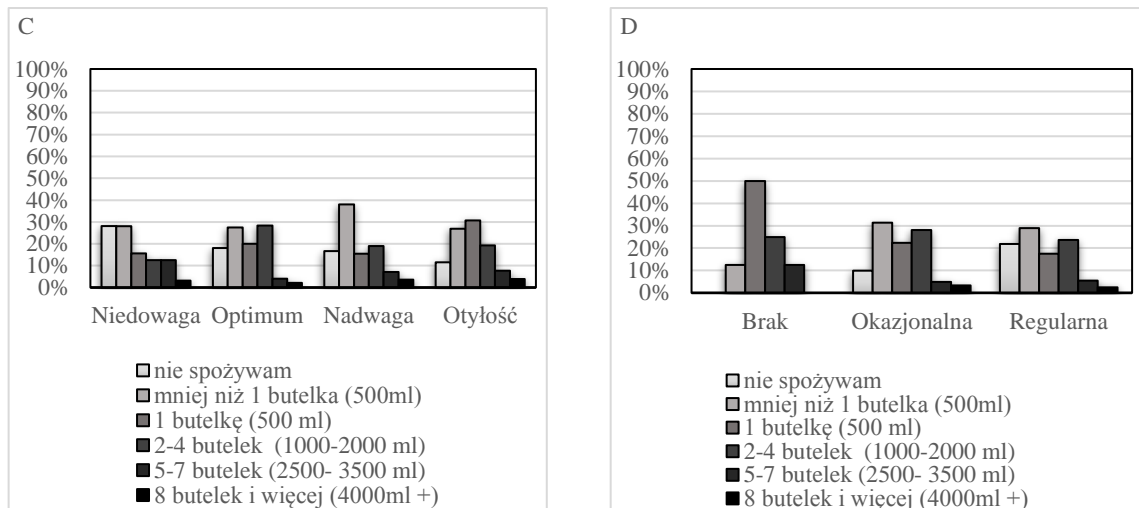 C
100%
90%
80%
70%
60%
50%
40%
30%
20%
10%
0%
Niedowaga Optimum Nadwaga Otyłość
nie spożywam
mniej niż 1 butelka (500ml)
1 butelkę (500 ml)
2-4 butelek (1000-2000 ml)
5-7 butelek (2500- 3500 ml)
8 butelek i więcej (4000ml +)
D
100%
90%
80%
70%
60%
50%
40%
30%
20%
10%
0%
Brak Okazjonalna Regularna
nie spożywam
mniej niż 1 butelka (500ml)
1 butelkę (500 ml)
2-4 butelek (1000-2000 ml)
5-7 butelek (2500- 3500 ml)
8 butelek i więcej (4000ml +)